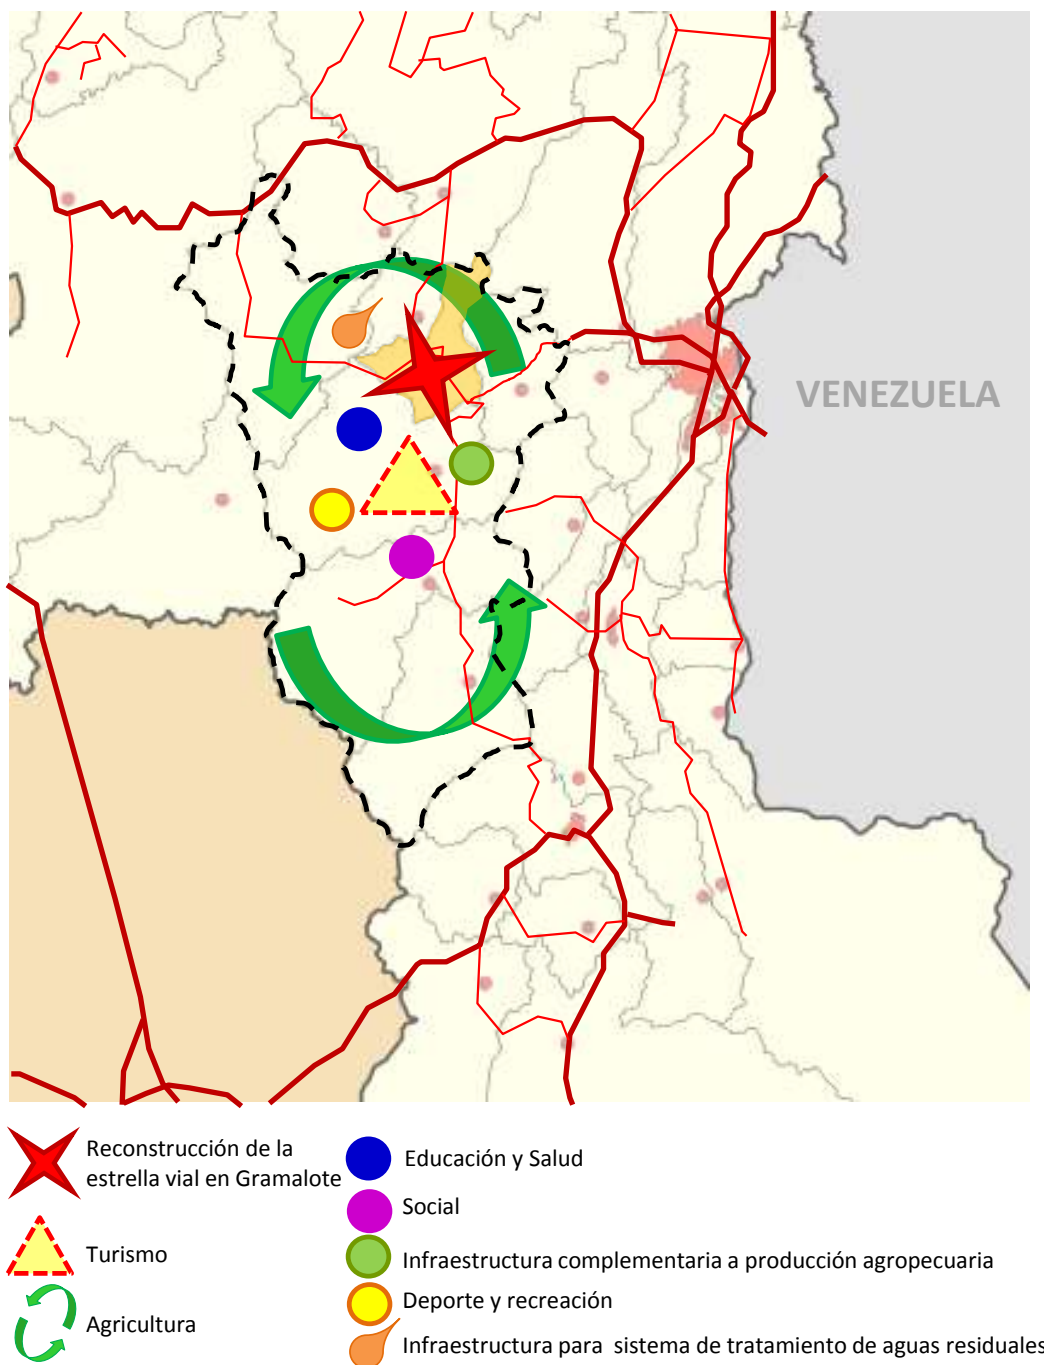 VENEZUELA
Reconstrucción de la
estrella vial en Gramalote
Turismo
Agricultura
Educación y Salud
Social
Infraestructura complementaria a producción agropecuaria
Deporte y recreación
Infraestructura para sistema de tratamiento de aguas residuales